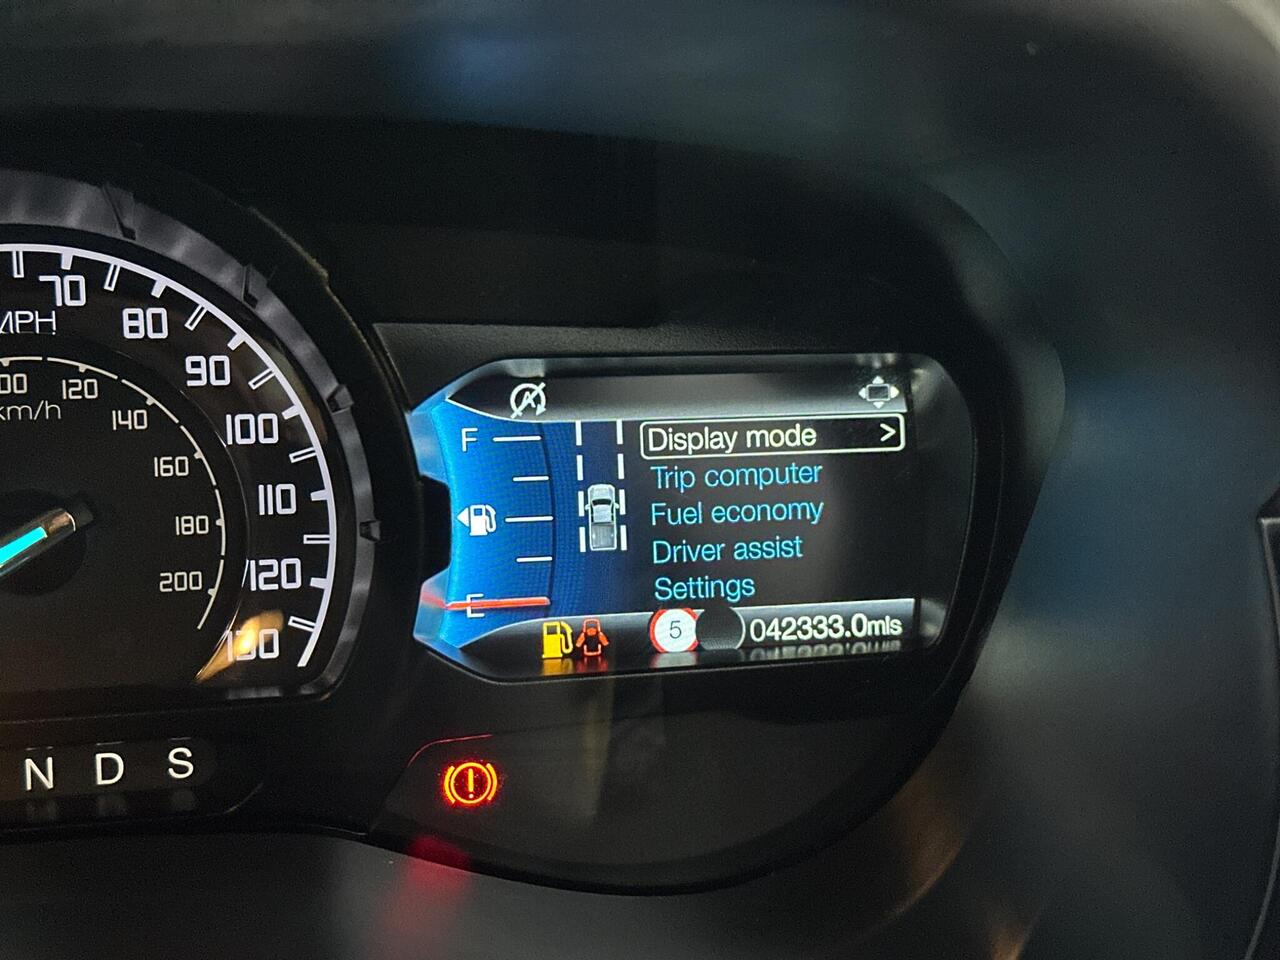 70
MPH
80
90
100
110
120
130
120
140
160
180
200
km/h
N D S
F
E
Display mode >
Trip computer
Fuel economy
Driver assist
Settings
5
042333.0mls